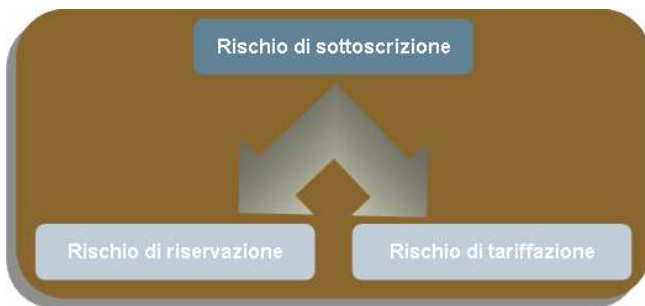 Rischio di sottoscrizione
Rischio di riservazione
Rischio di tariffazione